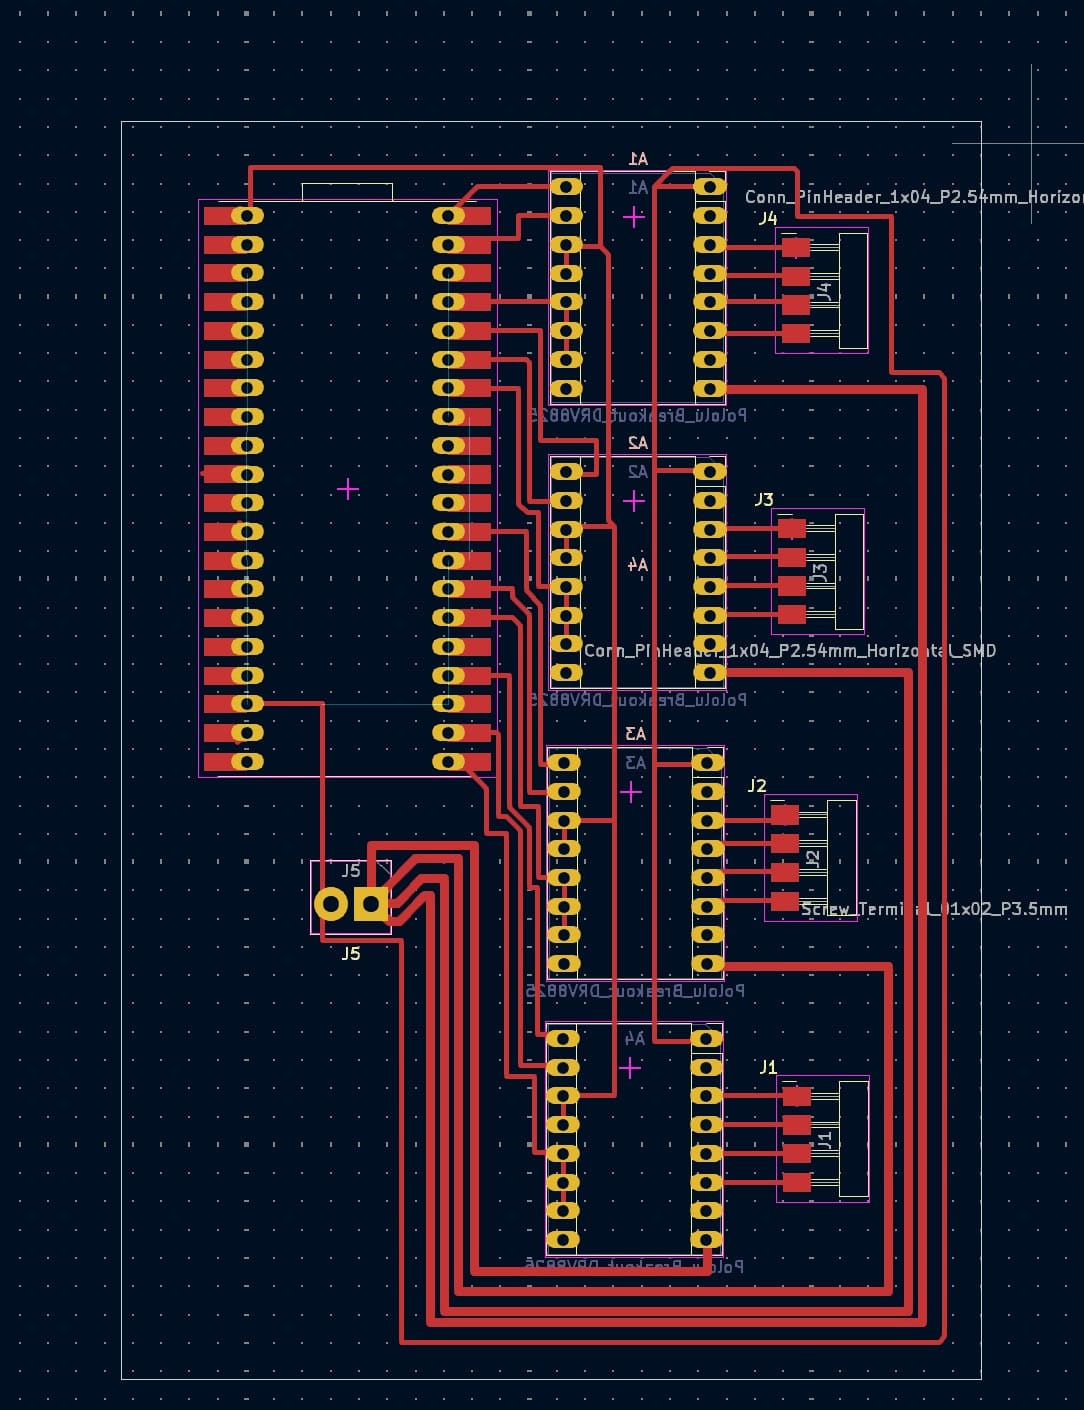 A1
A1
Conn_PinHeader_1x04_P2.54mm_Horizon
J4
J4
Pololu_Breakout_DRV8825
A2
A2
J3
A4
J3
Conn_PinHeader_1x04_P2.54mm_Horizontal_SMD
Pololu_Breakout_DRV8825
A3
A3
J2
J2
J5
Screw_Terminal_01x02_P3.5mm
J5
Pololu_Breakout_DRV8825
A4
J1
J1
Pololu_Breakout_DRV8825